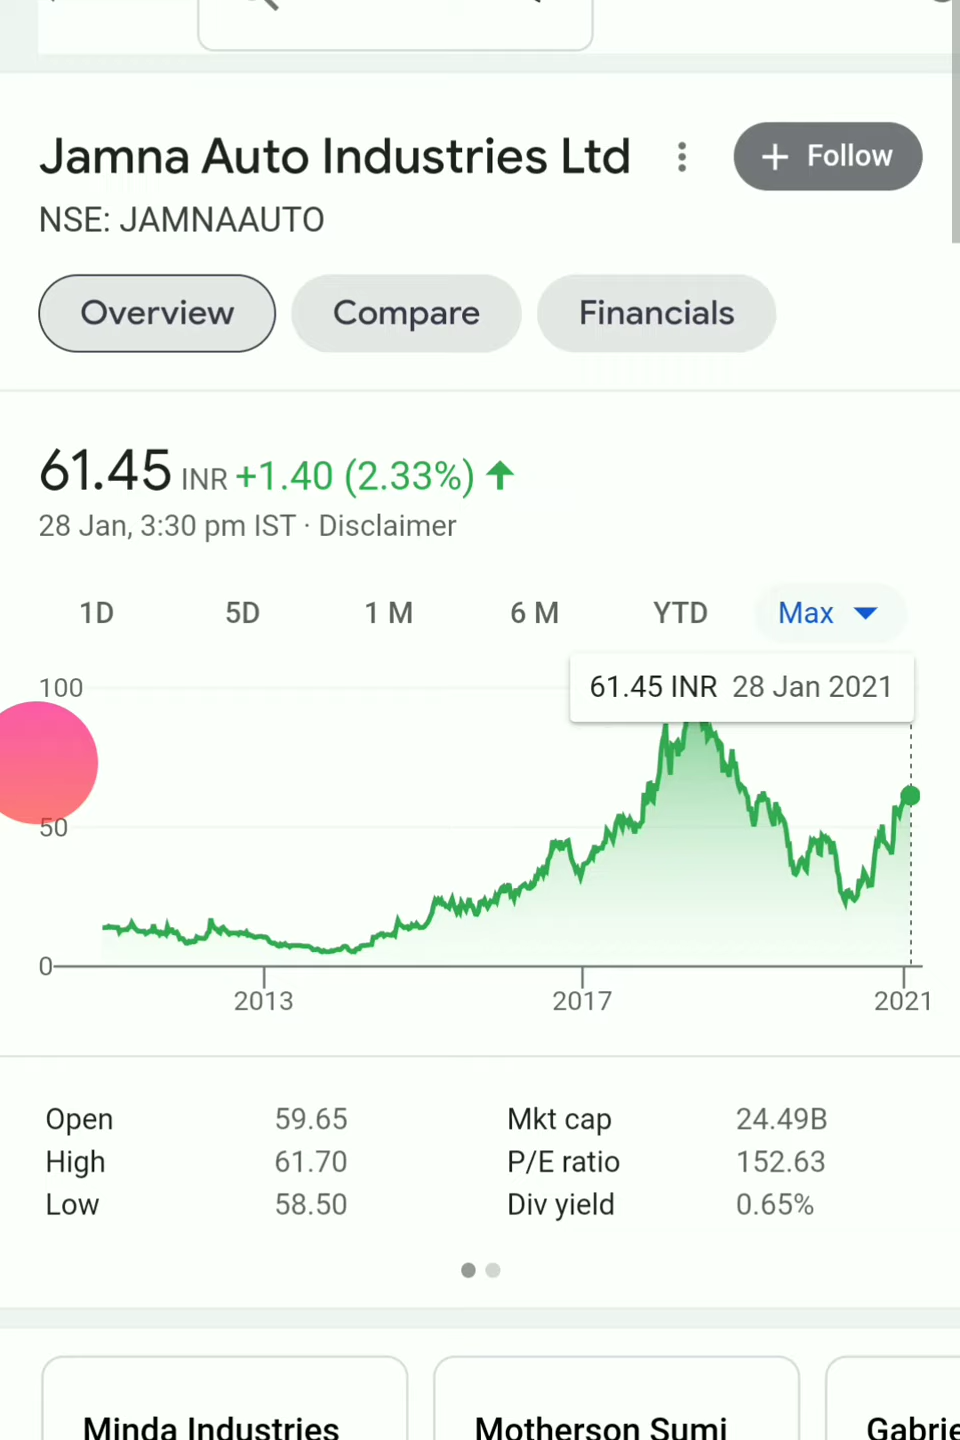 Jamna Auto Industries Ltd
+ Follow
NSE: JAMNAAUTO
Overview
Compare
Financials
61.45 INR +1.40 (2.33%)
28 Jan, 3:30 pm IST · Disclaimer
1D 5D 1 M 6 M YTD Max
61.45 INR 28 Jan 2021
100
50
0
2013 2017 2021
Open 59.65 Mkt cap 24.49B
High 61.70 P/E ratio 152.63
Low 58.50 Div yield 0.65%
Minda Industries
Motherson Sumi
Gabrie